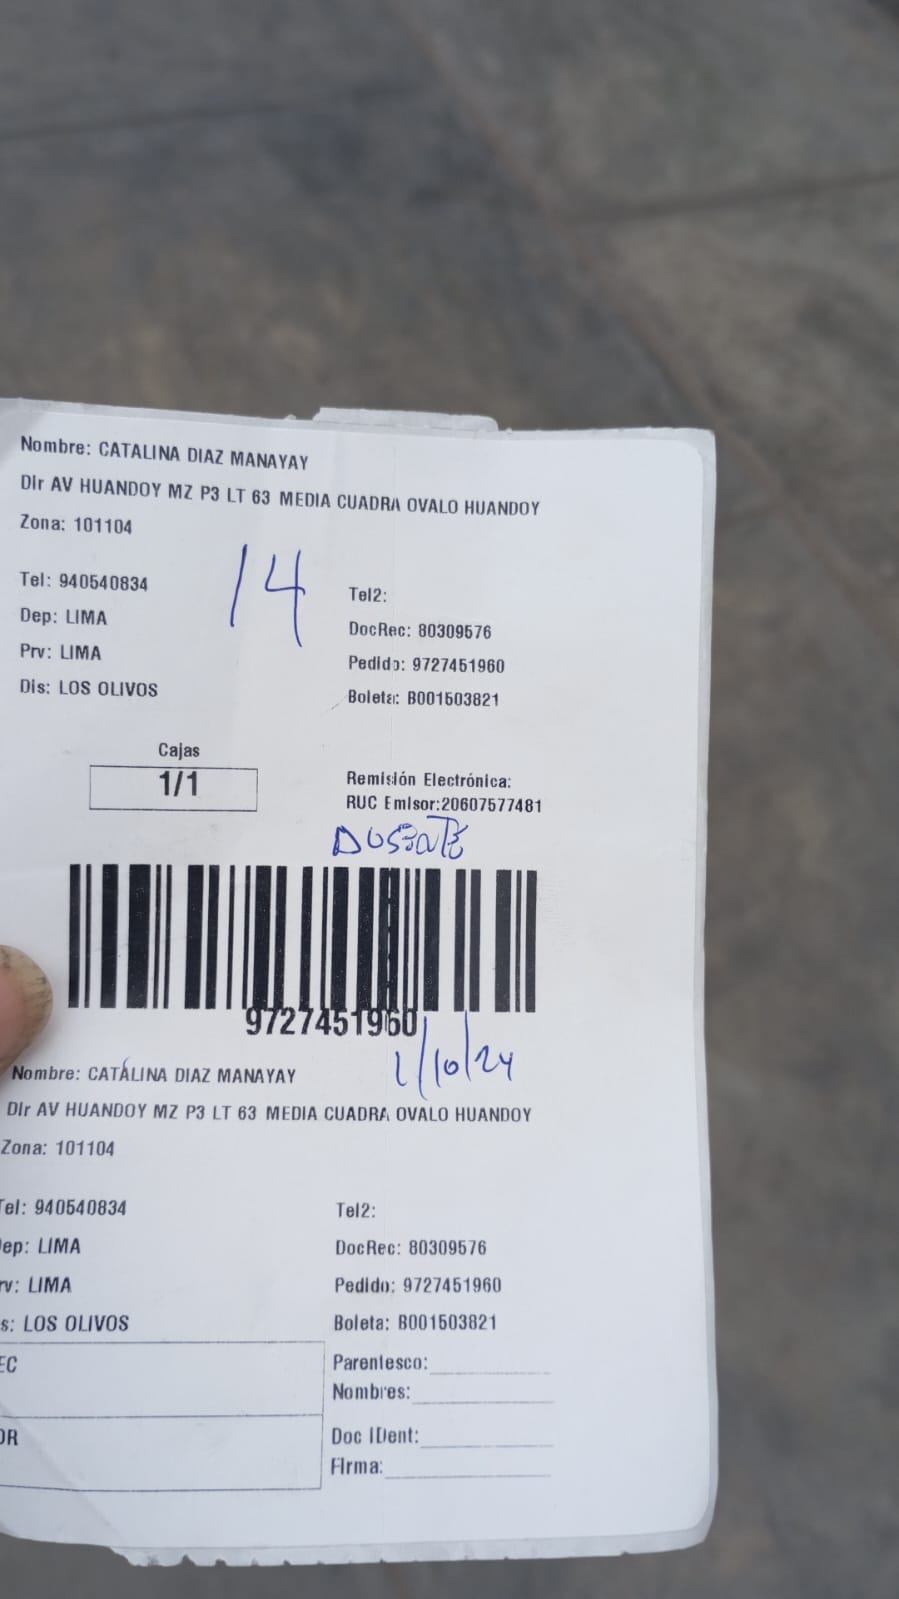 Nombre: CATALINA DIAZ MANAYAY
Dir AV HUANDOY MZ P3 LT 63 MEDIA CUADRA OVALO HUANDOY
Zona: 101104
14
Tel: 940540834
Tel2:
Dep: LIMA
DocRec: 80309576
Prv: LIMA
Pedido: 9727451960
Dis: LOS OLIVOS
Boleta: B001503821
Cajas
1/1
Remisión Electrónica:
RUC Emisor:20607577481
9727451960
1/10/24
Nombre: CATALINA DIAZ MANAYAY
Dir AV HUANDOY MZ P3 LT 63 MEDIA CUADRA OVALO HUANDOY
Zona: 101104
Tel: 940540834
Tel2:
ep: LIMA
DocRec: 80309576
rv: LIMA
Pedido: 9727451960
s: LOS OLIVOS
Boleta: B001503821
EC
Parentesco:
Nombres:
OR
Doc IDent:
Firma: